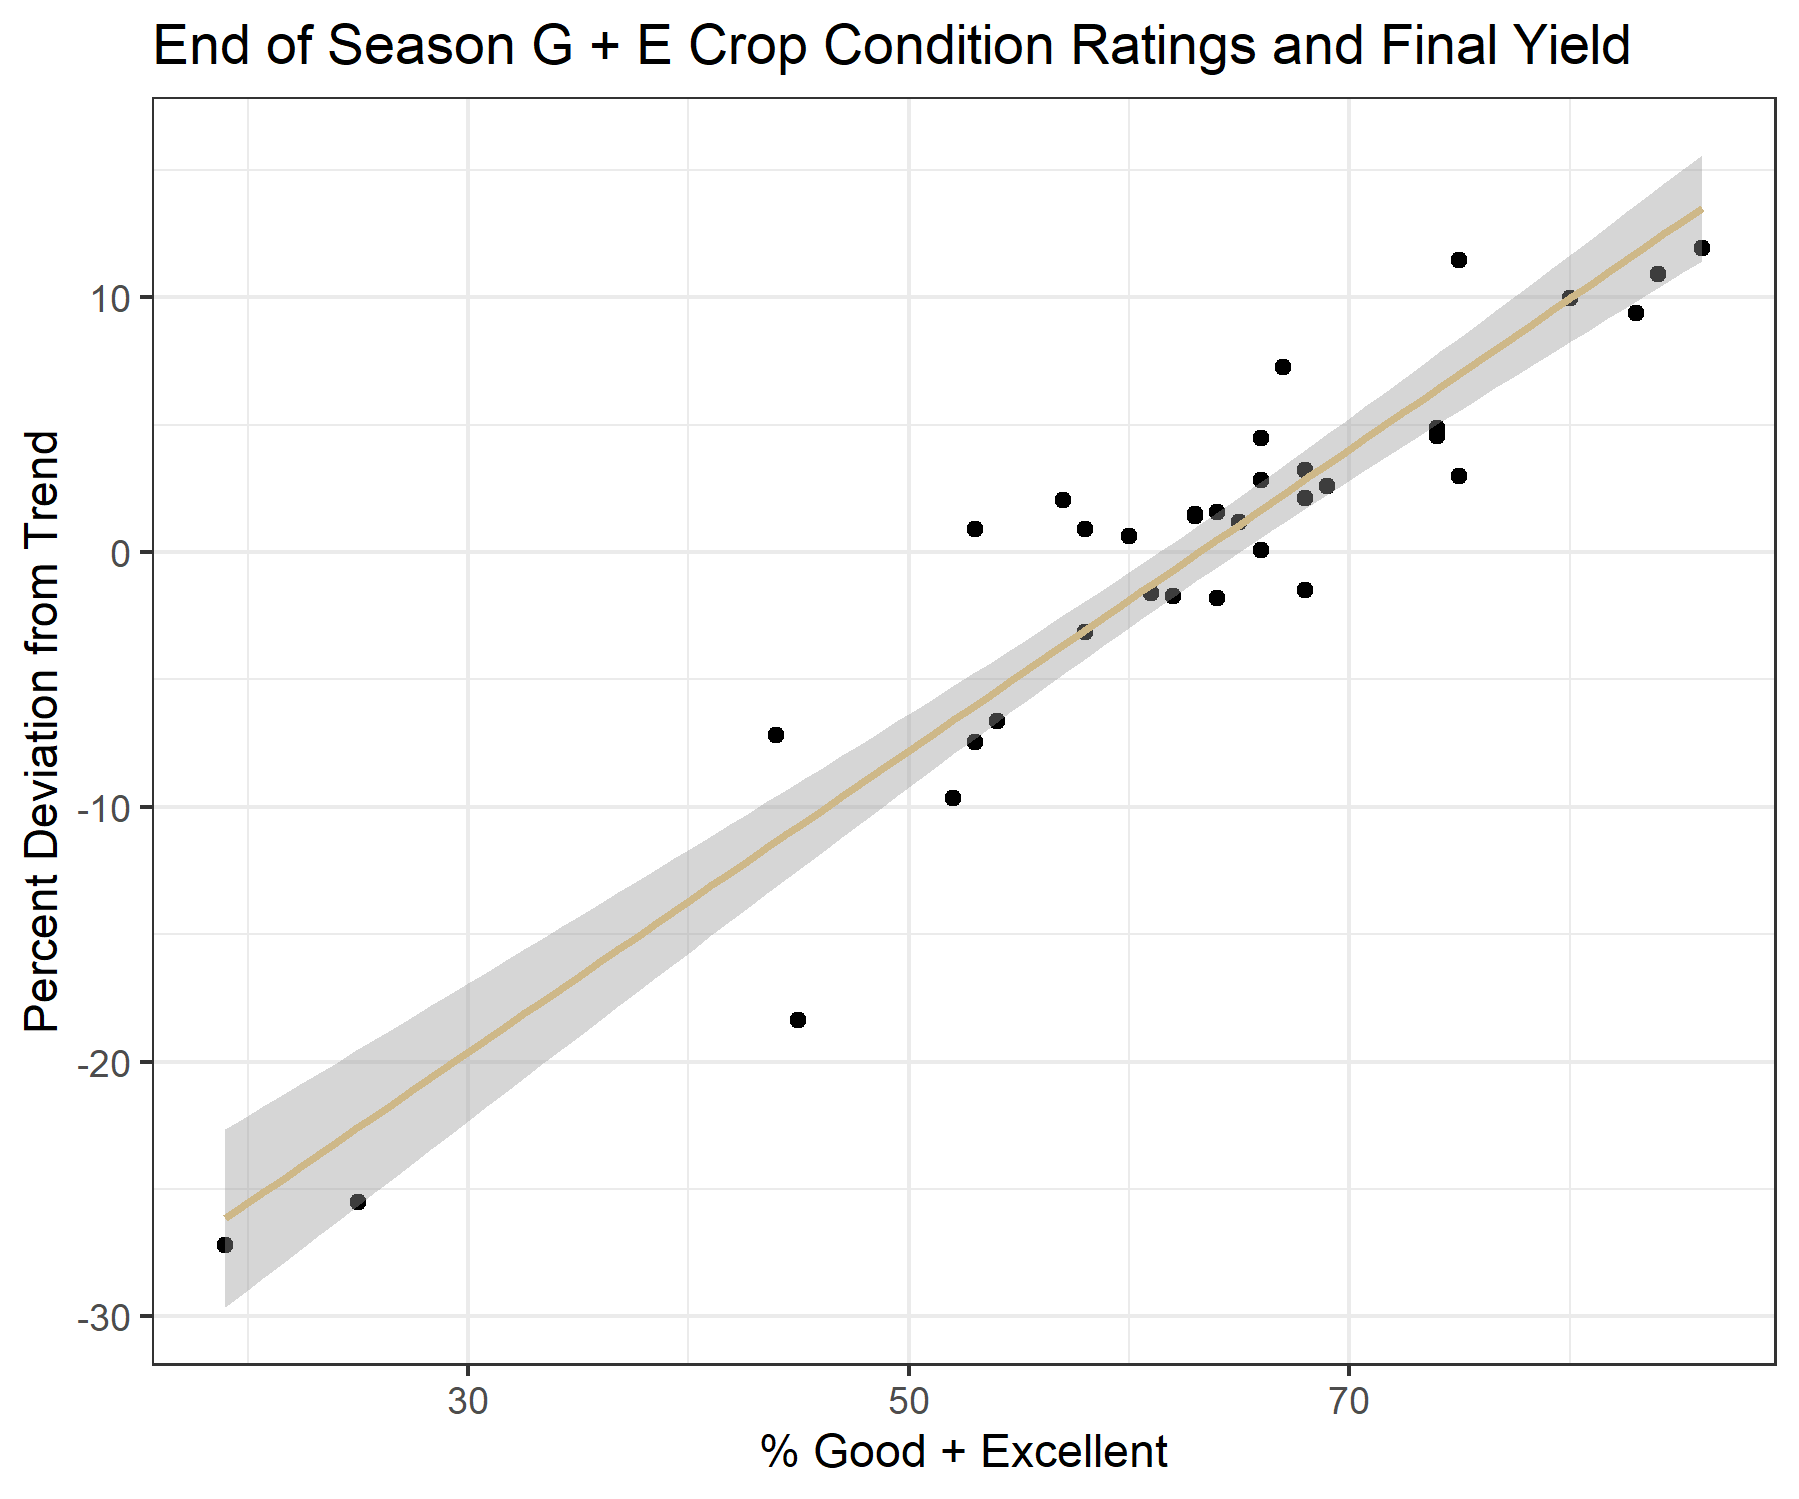 End of Season G + E Crop Condition Ratings and Final Yield
Percent Deviation from Trend
10
0
-10
-20
-30
30
50
70
% Good + Excellent